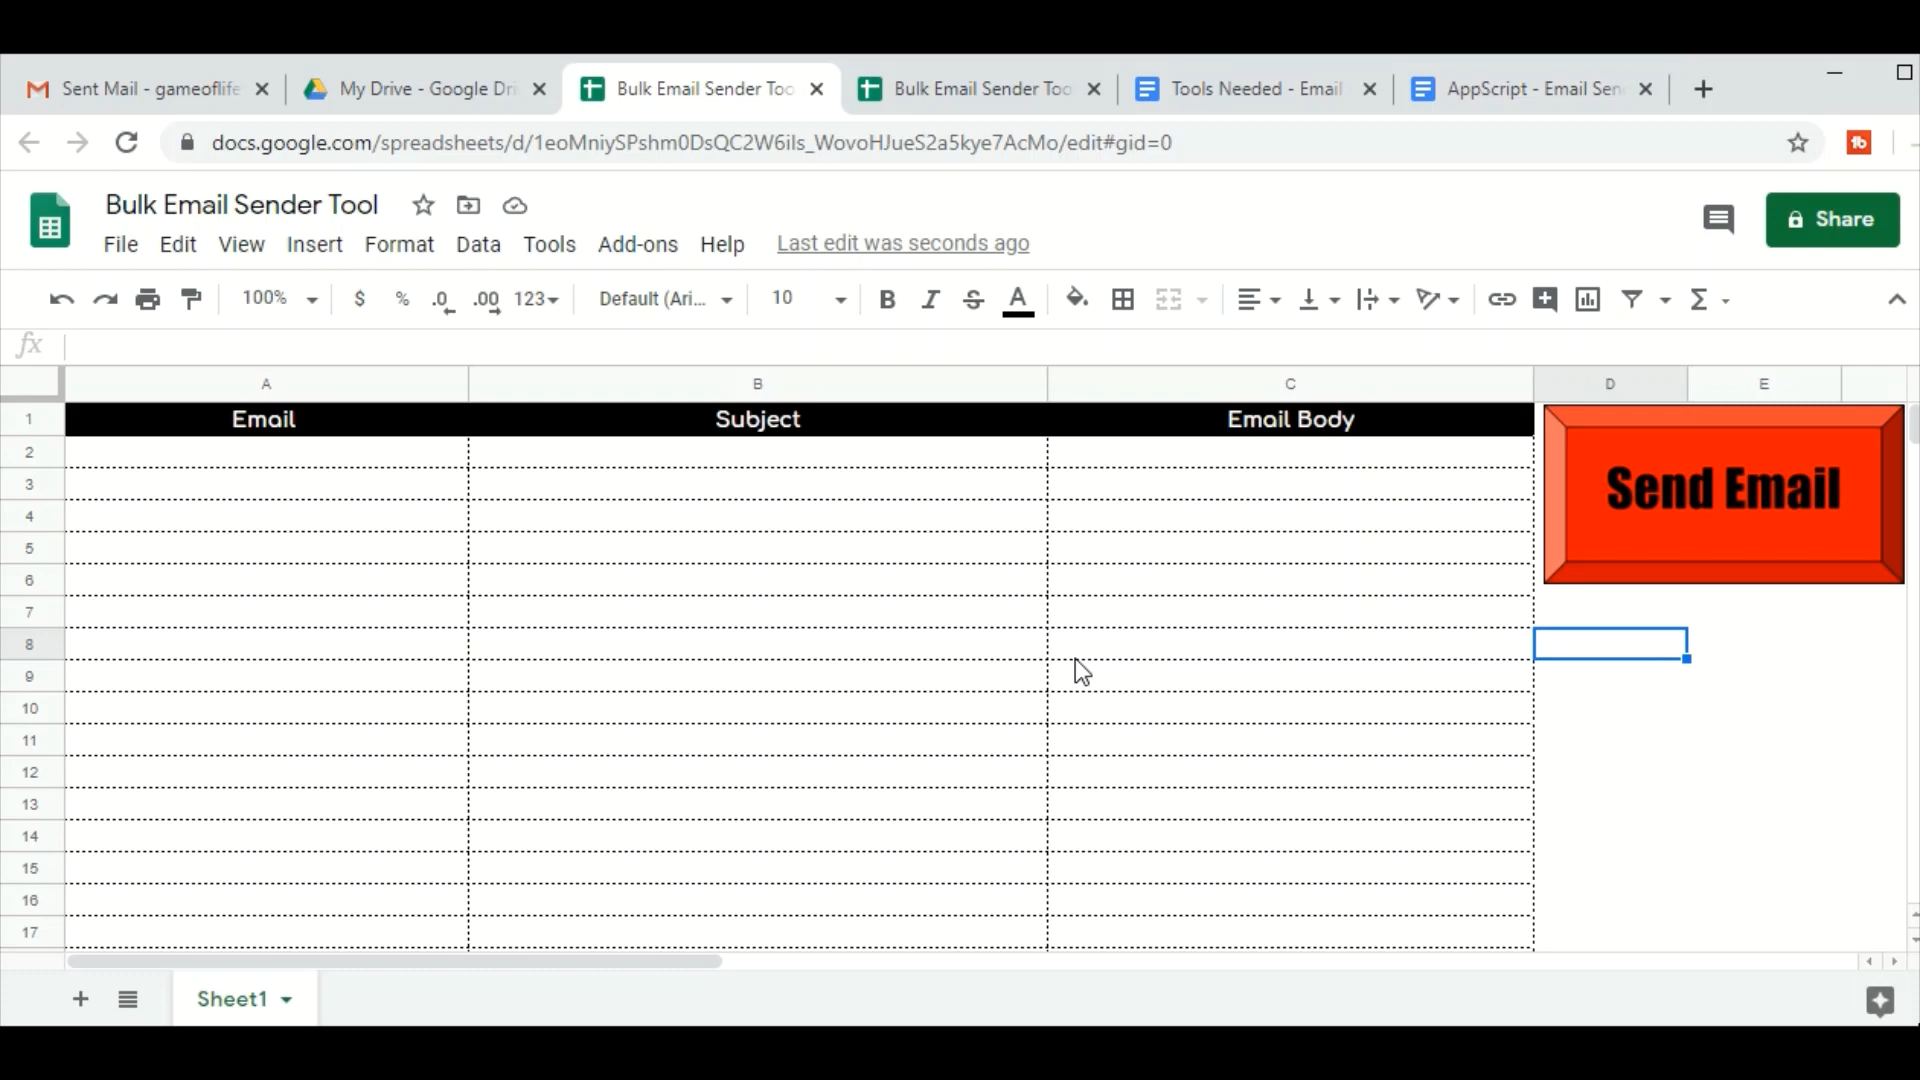 Sent Mail - gameoflife
My Drive - Google Dri
Bulk Email Sender Too
Bulk Email Sender Too
Tools Needed - Email
AppScript - Email Sen
docs.google.com/spreadsheets/d/1eoMniySPshm0DsQC2W6ils_WovoHJueS2a5kye7AcMo/edit#gid=0
Bulk Email Sender Tool
Share
File Edit View Insert Format Data Tools Add-ons Help Last edit was seconds ago
100% $ % .0 .00 123 Default (Ari... 10 B I S A Σ
fx
A B C D E
1 Email Subject Email Body
Send Email
2
3
4
5
6
7
8
9
10
11
12
13
14
15
16
17
Sheet1